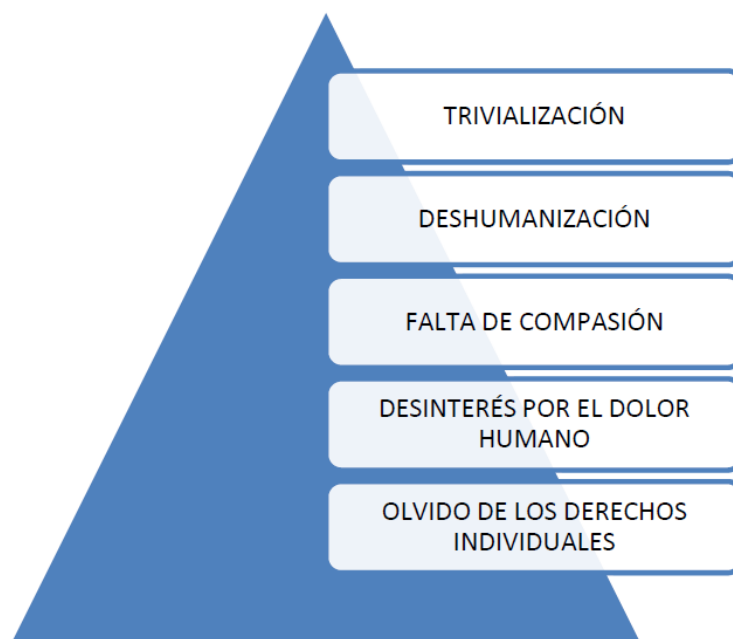 TRIVIALIZACIÓN
DESHUMANIZACIÓN
FALTA DE COMPASIÓN
DESINTERÉS POR EL DOLOR
HUMANO
OLVIDO DE LOS DERECHOS
INDIVIDUALES